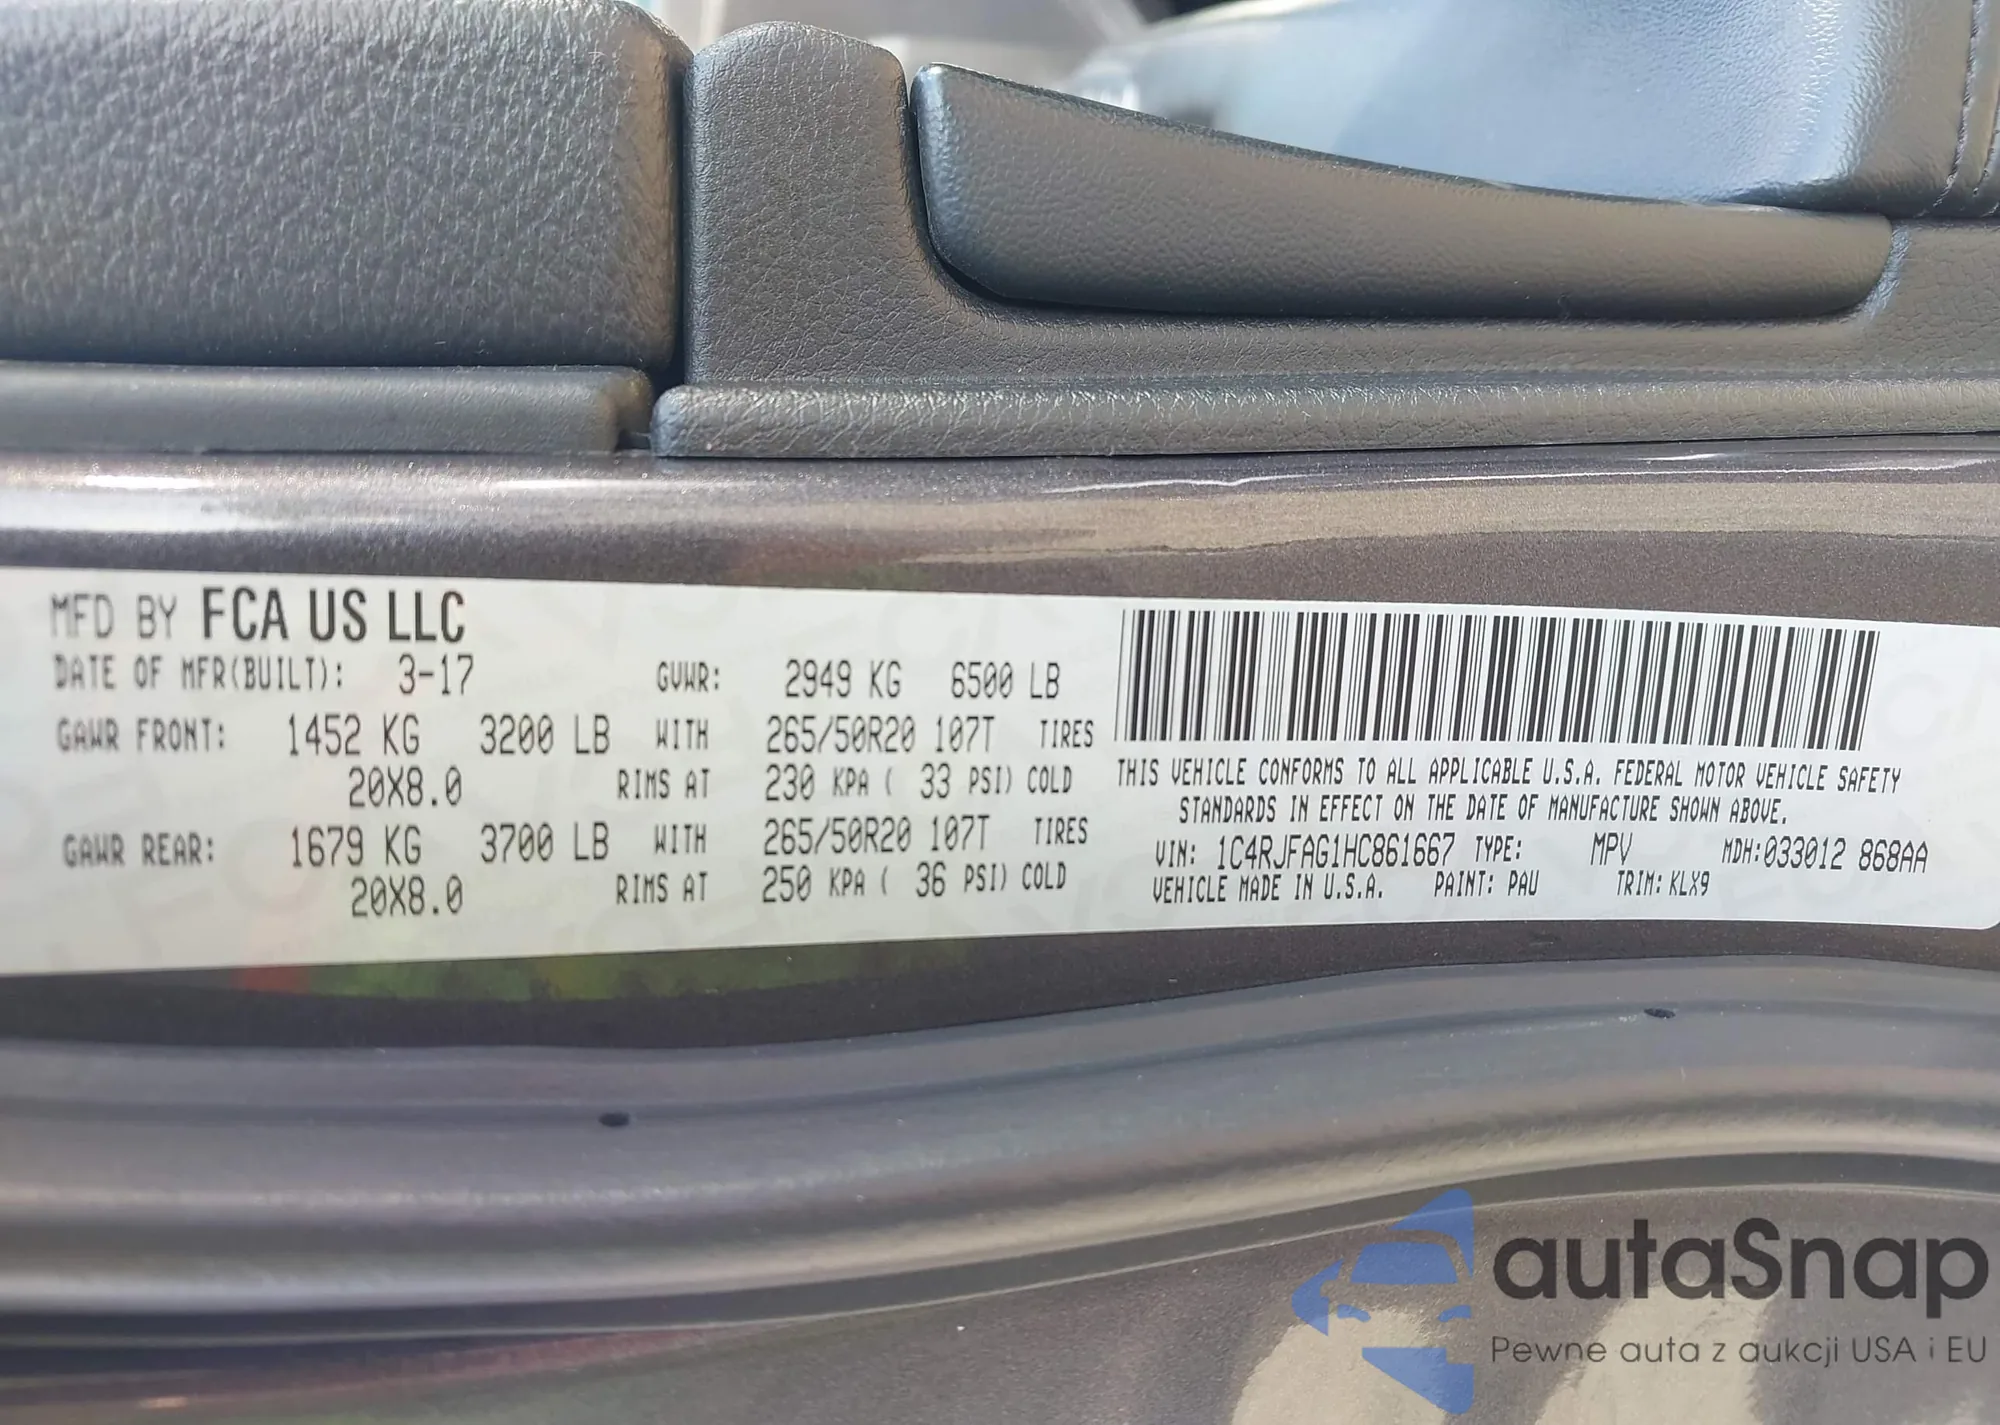 MFD BY FCA US LLC
DATE OF MFR(BUILT): 3-17 GVWR: 2949 KG 6500 LB
GAWR FRONT: 1452 KG 3200 LB WITH 265/50R20 107T TIRES
20X8.0 RIMS AT 230 KPA ( 33 PSI) COLD
GAWR REAR: 1679 KG 3700 LB WITH 265/50R20 107T TIRES
20X8.0 RIMS AT 250 KPA ( 36 PSI) COLD
THIS VEHICLE CONFORMS TO ALL APPLICABLE U.S.A. FEDERAL MOTOR VEHICLE SAFETY
STANDARDS IN EFFECT ON THE DATE OF MANUFACTURE SHOWN ABOVE.
VIN: 1C4RJFAG1HC861667 TYPE: MPV MDH:033012 868AA
VEHICLE MADE IN U.S.A. PAINT: PAU TRIM: KLX9
autaSnap
Pewne auta z aukcji USA i EU